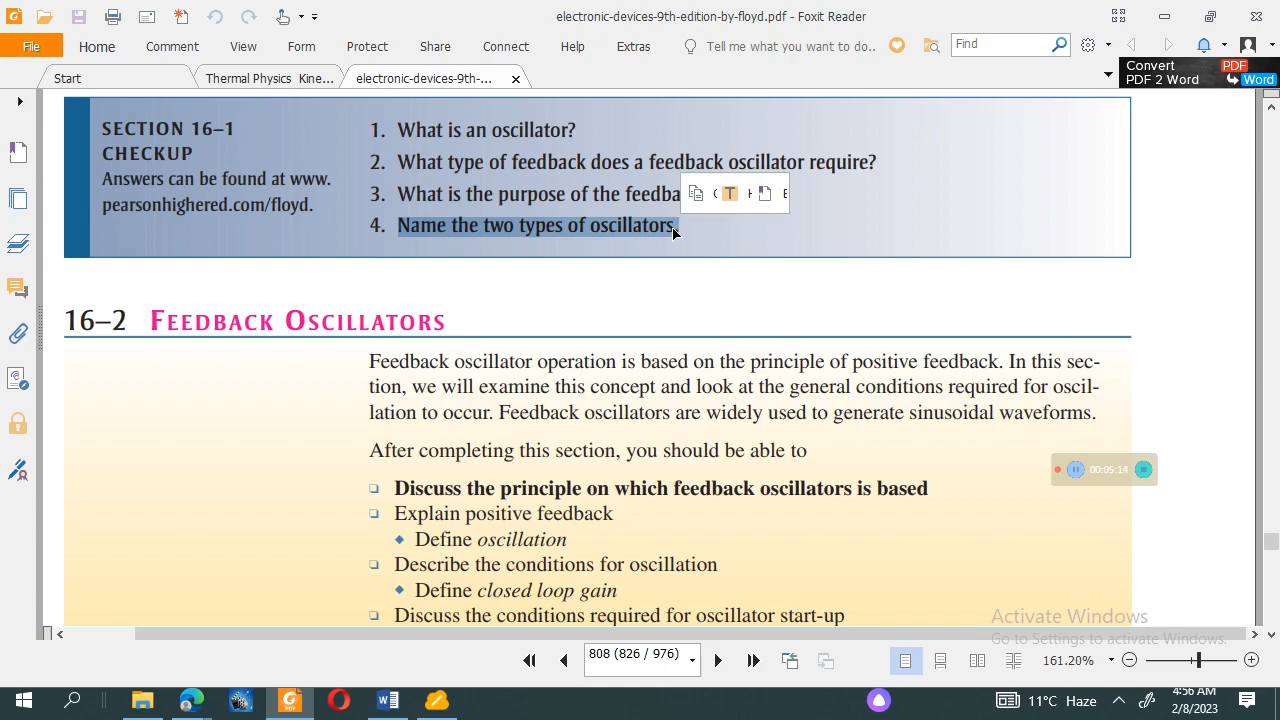 electronic-devices-9th-edition-by-floyd.pdf - Foxit Reader
File Home Comment View Form Protect Share Connect Help Extras Tell me what you want to do.. Find
Start Thermal Physics Kine... electronic-devices-9th-... Convert PDF
PDF 2 Word Word
SECTION 16–1
CHECKUP
Answers can be found at www.
pearsonhighered.com/floyd.
1. What is an oscillator?
2. What type of feedback does a feedback oscillator require?
3. What is the purpose of the feedba
4. Name the two types of oscillators
16–2 FEEDBACK OSCILLATORS
Feedback oscillator operation is based on the principle of positive feedback. In this sec-
tion, we will examine this concept and look at the general conditions required for oscil-
lation to occur. Feedback oscillators are widely used to generate sinusoidal waveforms.
After completing this section, you should be able to
Discuss the principle on which feedback oscillators is based
Explain positive feedback
Define oscillation
Describe the conditions for oscillation
Define closed loop gain
Discuss the conditions required for oscillator start-up
00:05:14
Activate Windows
Go to Settings to activate Windows.
808 (826 / 976) 161.20%
11°C Haze 4:56 AM
2/8/2023